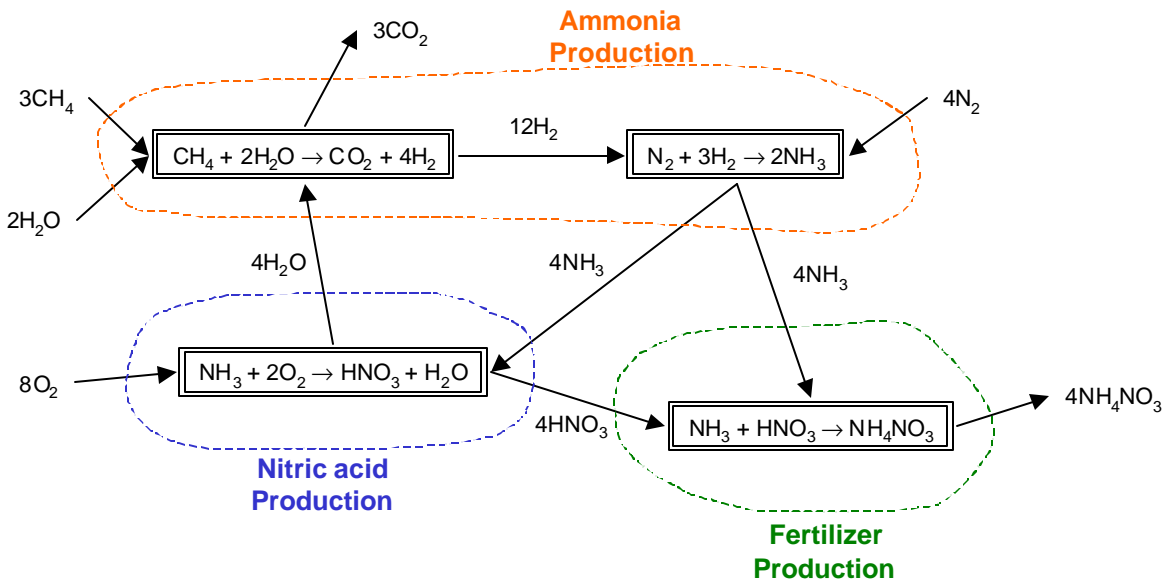 Ammonia
Production
3CO₂
3CH₄
4N₂
12H₂
CH₄ + 2H₂O → CO₂ + 4H₂
N₂ + 3H₂ → 2NH₃
2H₂O
4H₂O
4NH₃
4NH₃
8O₂
NH₃ + 2O₂ → HNO₃ + H₂O
4HNO₃
NH₃ + HNO₃ → NH₄NO₃
4NH₄NO₃
Nitric acid
Production
Fertilizer
Production